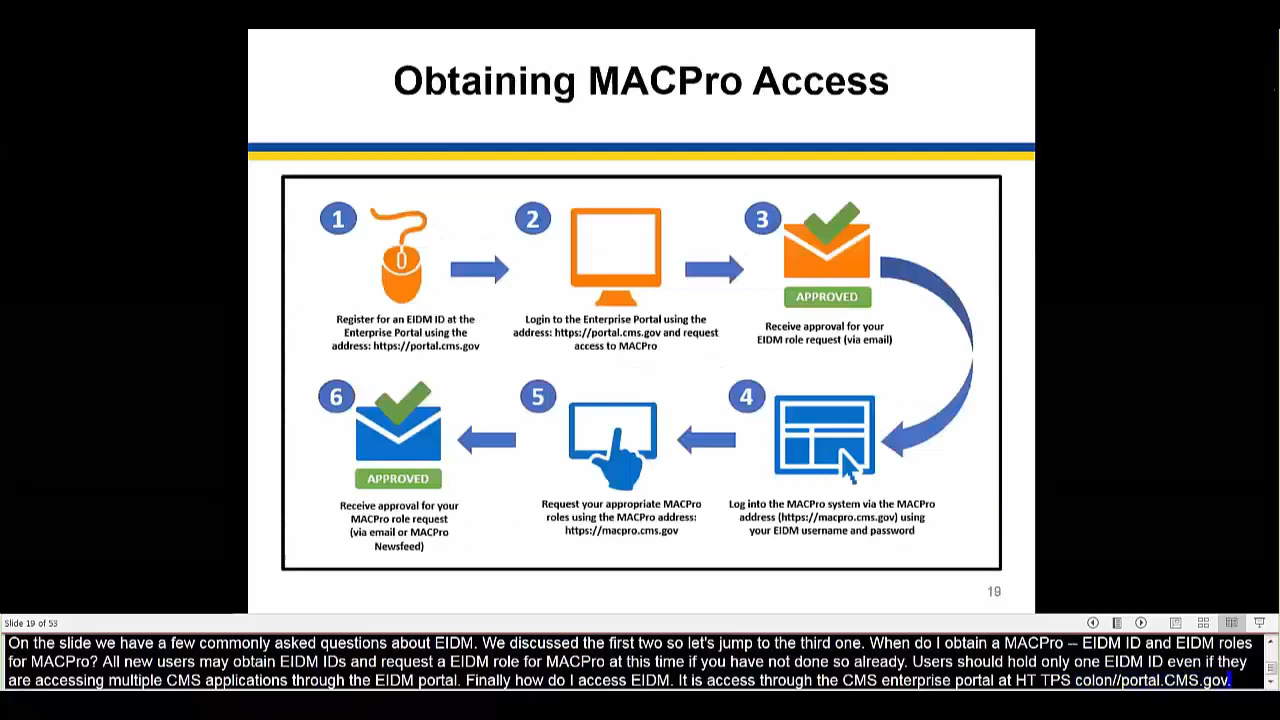 Obtaining MACPro Access
1
2
3
APPROVED
Register for an EIDM ID at the
Enterprise Portal using the
address: https://portal.cms.gov
Login to the Enterprise Portal using the
address: https://portal.cms.gov and request
access to MACPro
Receive approval for your
EIDM role request (via email)
6
5
4
APPROVED
Receive approval for your
MACPro role request
(via email or MACPro
Newsfeed)
Request your appropriate MACPro
roles using the MACPro address:
https://macpro.cms.gov
Log into the MACPro system via the MACPro
address (https://macpro.cms.gov) using
your EIDM username and password
19
Slide 19 of 53
On the slide we have a few commonly asked questions about EIDM. We discussed the first two so let's jump to the third one. When do I obtain a MACPro – EIDM ID and EIDM roles
for MACPro? All new users may obtain EIDM IDs and request a EIDM role for MACPro at this time if you have not done so already. Users should hold only one EIDM ID even if they
are accessing multiple CMS applications through the EIDM portal. Finally how do I access EIDM. It is access through the CMS enterprise portal at HT TPS colon//portal.CMS.gov.